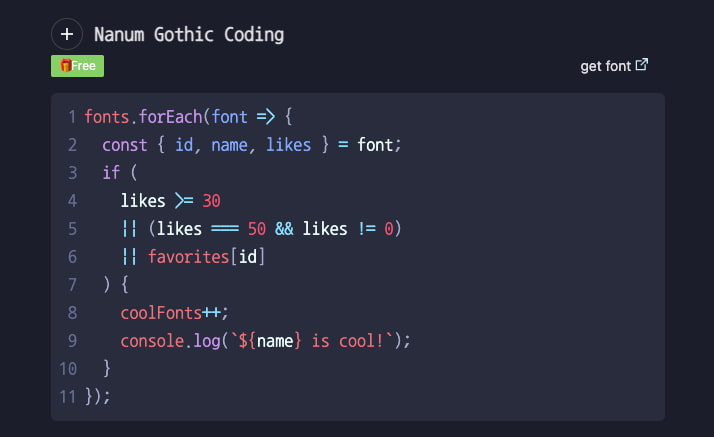 + Nanum Gothic Coding
🎁Free
get font
1 fonts.forEach(font => {
2   const { id, name, likes } = font;
3   if (
4     likes >= 30
5     || (likes === 50 && likes != 0)
6     || favorites[id]
7   ) {
8     coolFonts++;
9     console.log(`${name} is cool!`);
10   }
11 });